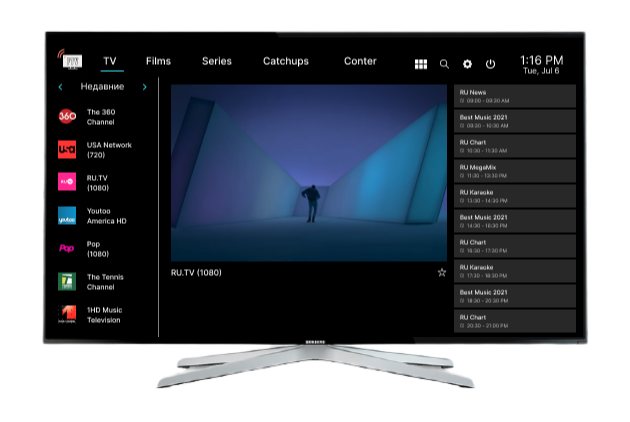 TV
Films
Series
Catchups
Conter
1:16 PM
Tue, Jul 6
Недавние
360
The 360
Channel
usa
USA Network
(720)
RU.TV
(1080)
youtoo
Youtoo
America HD
Pop
Pop
(1080)
The Tennis
Channel
1HD Music
Television
RU.TV (1080)
RU News
09:00 - 09:30 AM
Best Music 2021
09:30 - 10:30 AM
RU Chart
10:30 - 11:30 AM
RU MegaMix
11:30 - 13:30 PM
RU Karaoke
13:30 - 14:30 PM
Best Music 2021
14:30 - 16:30 PM
RU Chart
16:30 - 17:30 PM
RU Karaoke
17:30 - 18:30 PM
Best Music 2021
18:30 - 20:30 PM
RU Chart
20:30 - 21:00 PM
SAMSUNG